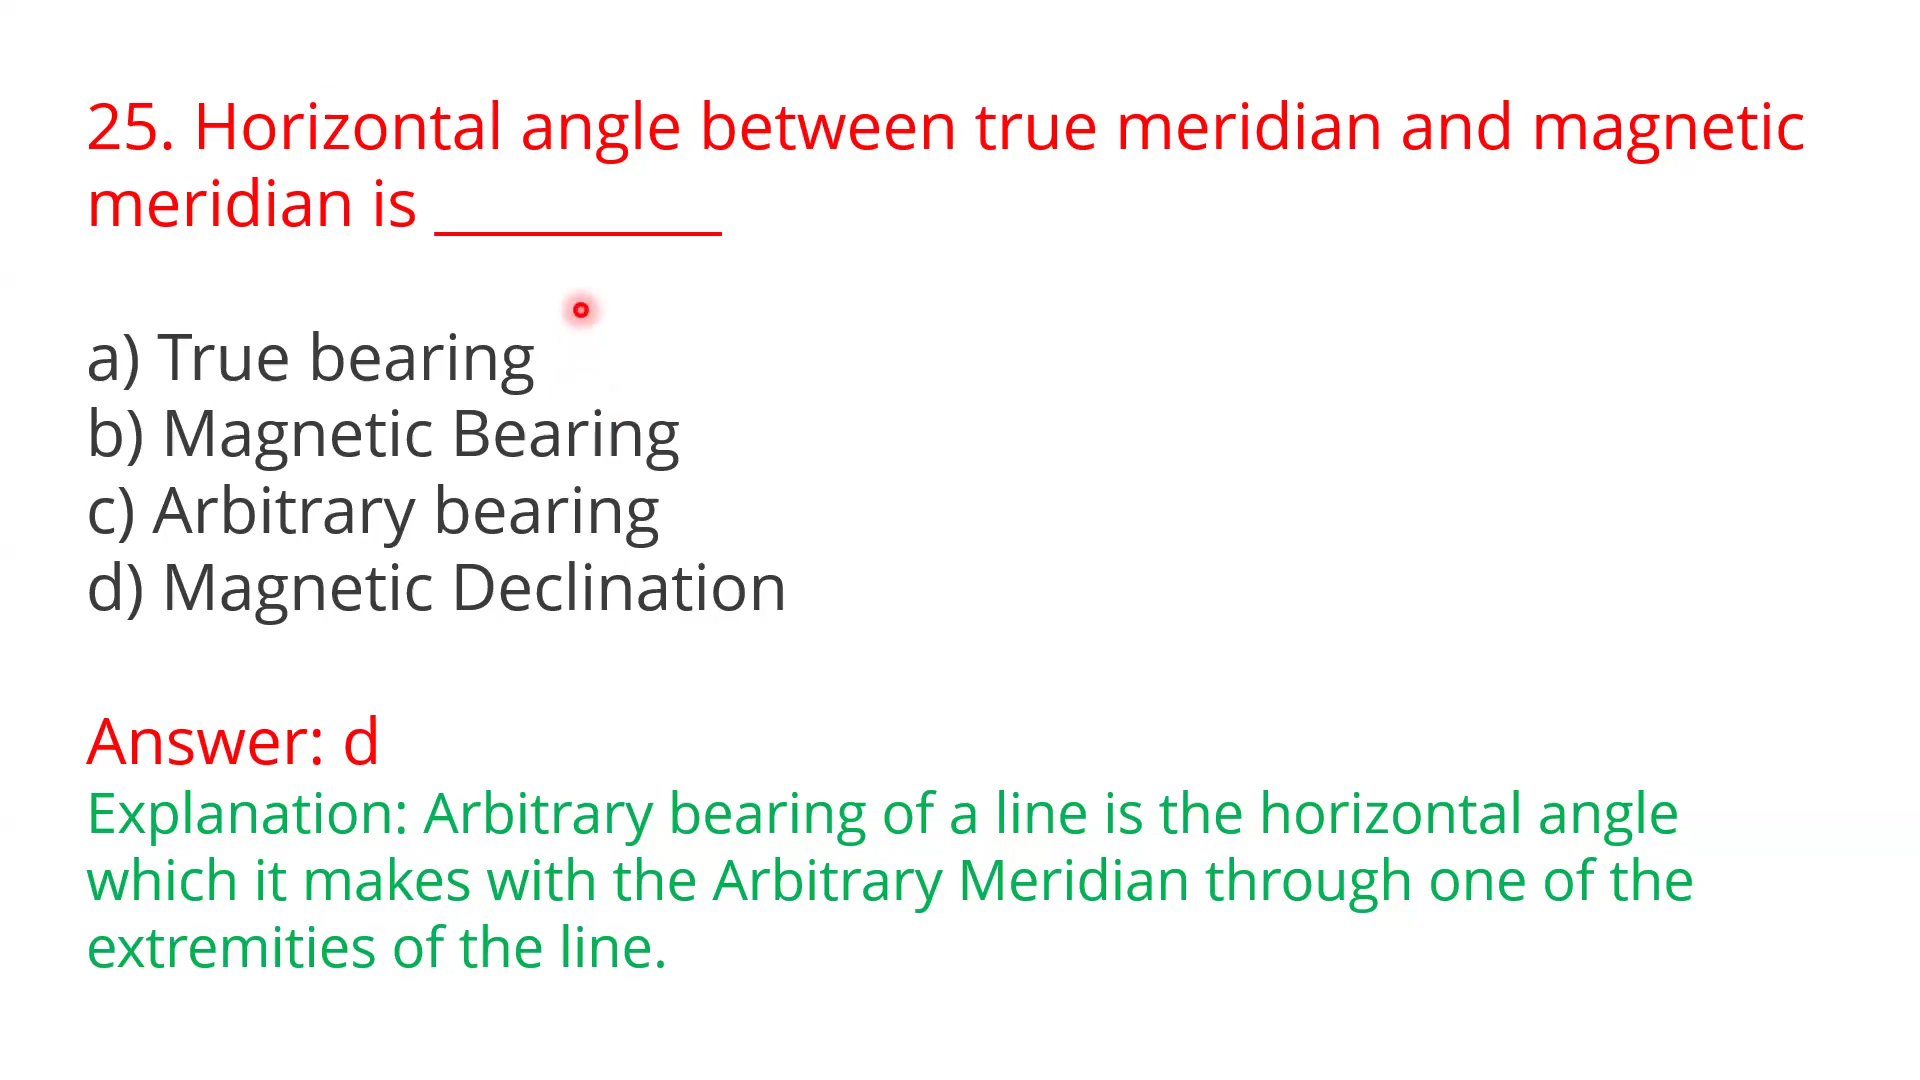 25. Horizontal angle between true meridian and magnetic
meridian is __________
a) True bearing
b) Magnetic Bearing
c) Arbitrary bearing
d) Magnetic Declination
Answer: d
Explanation: Arbitrary bearing of a line is the horizontal angle
which it makes with the Arbitrary Meridian through one of the
extremities of the line.